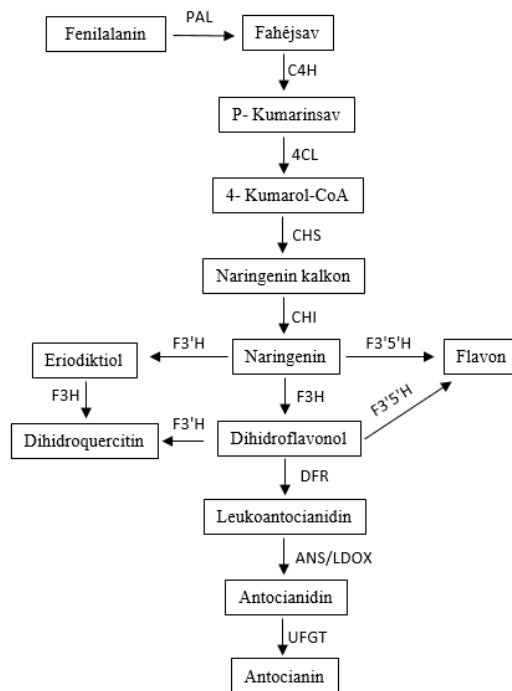 Fenilalanin
PAL
Fahéjsav
C4H
P- Kumarinsav
4CL
4- Kumarol-CoA
CHS
Naringenin kalkon
CHI
Eriodiktiol
F3'H
Naringenin
F3'5'H
Flavon
F3H
F3H
F3'5'H
Dihidroquercitin
F3'H
Dihidroflavonol
DFR
Leukoantocianidin
ANS/LDOX
Antocianidin
UFGT
Antocianin